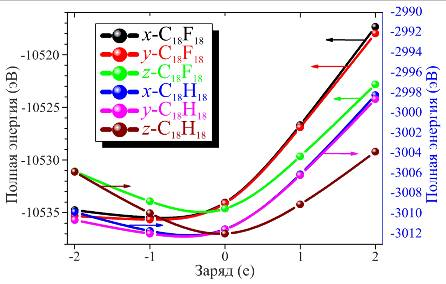 -10520
-10525
-10530
-10535
Полная энергия (эВ)
x-C18F18
y-C18F18
z-C18F18
x-C18H18
y-C18H18
z-C18H18
-2990
-2992
-2994
-2996
-2998
-3000
-3002
-3004
-3006
-3008
-3010
-3012
Полная энергия (эВ)
-2 -1 0 1 2
Заряд (е)